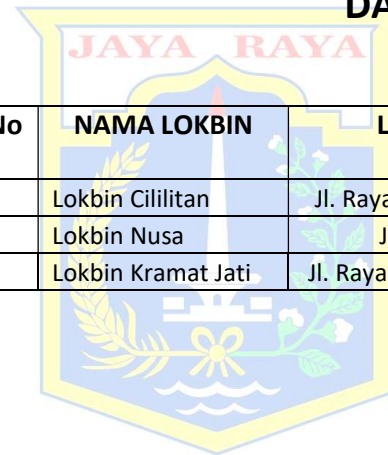 DA
JAYA RAYA
No NAMA LOKBIN L
Lokbin Cililitan Jl. Raya
Lokbin Nusa J
Lokbin Kramat Jati Jl. Raya